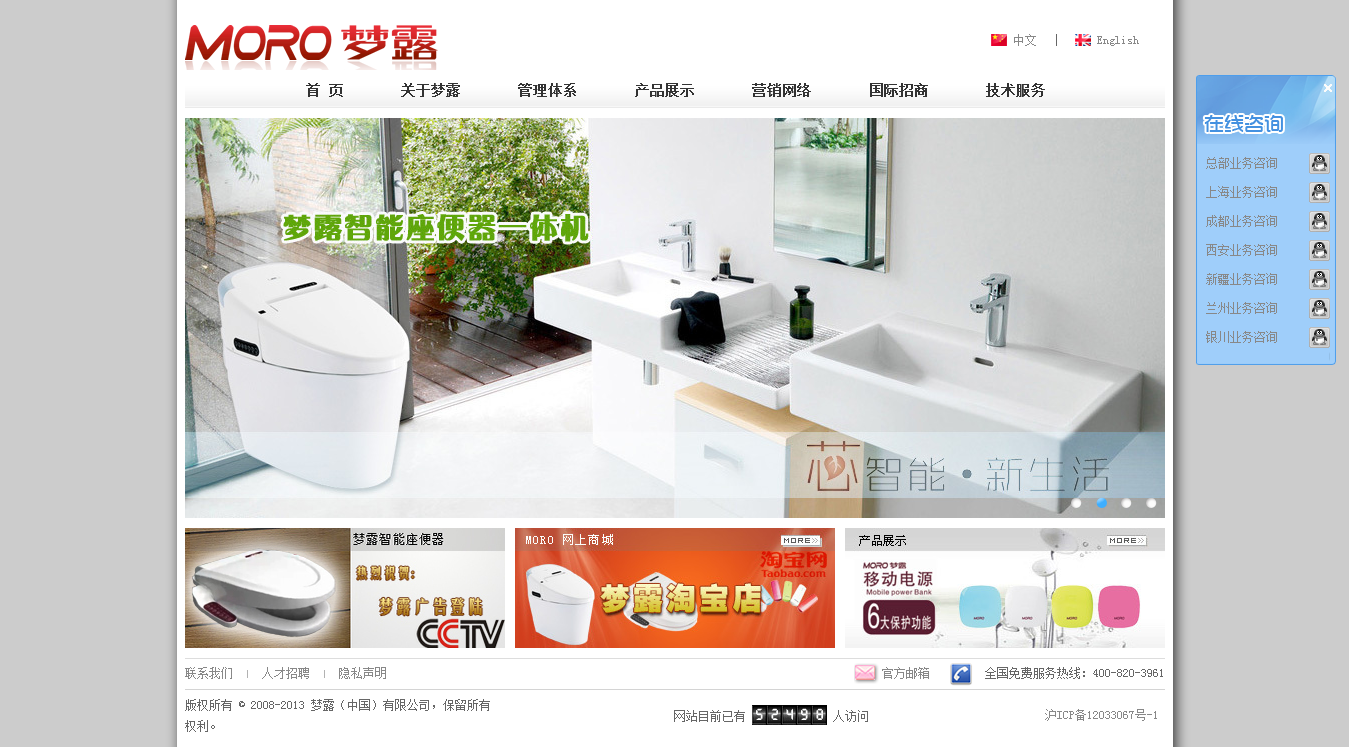 MORO 梦露
中文 | English
首 页 关于梦露 管理体系 产品展示 营销网络 国际招商 技术服务
在线咨询
总部业务咨询
上海业务咨询
成都业务咨询
西安业务咨询
新疆业务咨询
兰州业务咨询
银川业务咨询
梦露智能座便器一体机
芯智能·新生活
梦露智能座便器
热烈祝贺:
梦露广告登陆
CCTV
MORO 网上商城 MORE
淘宝网
Taobao.com
梦露淘宝店
产品展示 MORE
MORO 梦露
移动电源
Mobile power Bank
6大保护功能
MORO MORO MORO MORO
联系我们 | 人才招聘 | 隐私声明
官方邮箱 全国免费服务热线: 400-820-3961
版权所有 © 2008-2013 梦露（中国）有限公司，保留所有
权利。
网站目前已有 52498 人访问
沪ICP备12033067号-1